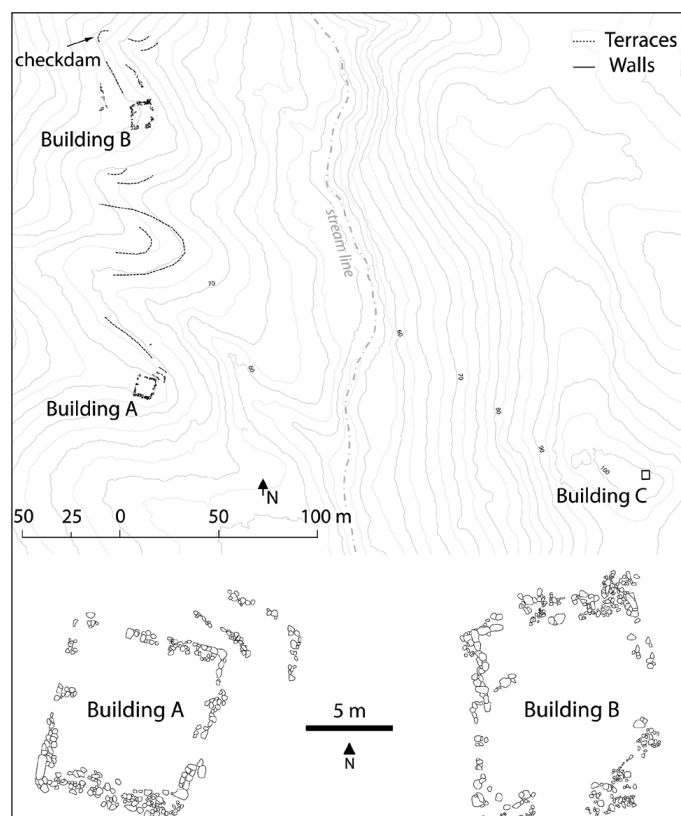 checkdam
Terraces
Walls
Building B
stream line
70
60
60
70
80
90
100
Building A
Building C
N
50 25 0 50 100 m
Building A
5 m
N
Building B